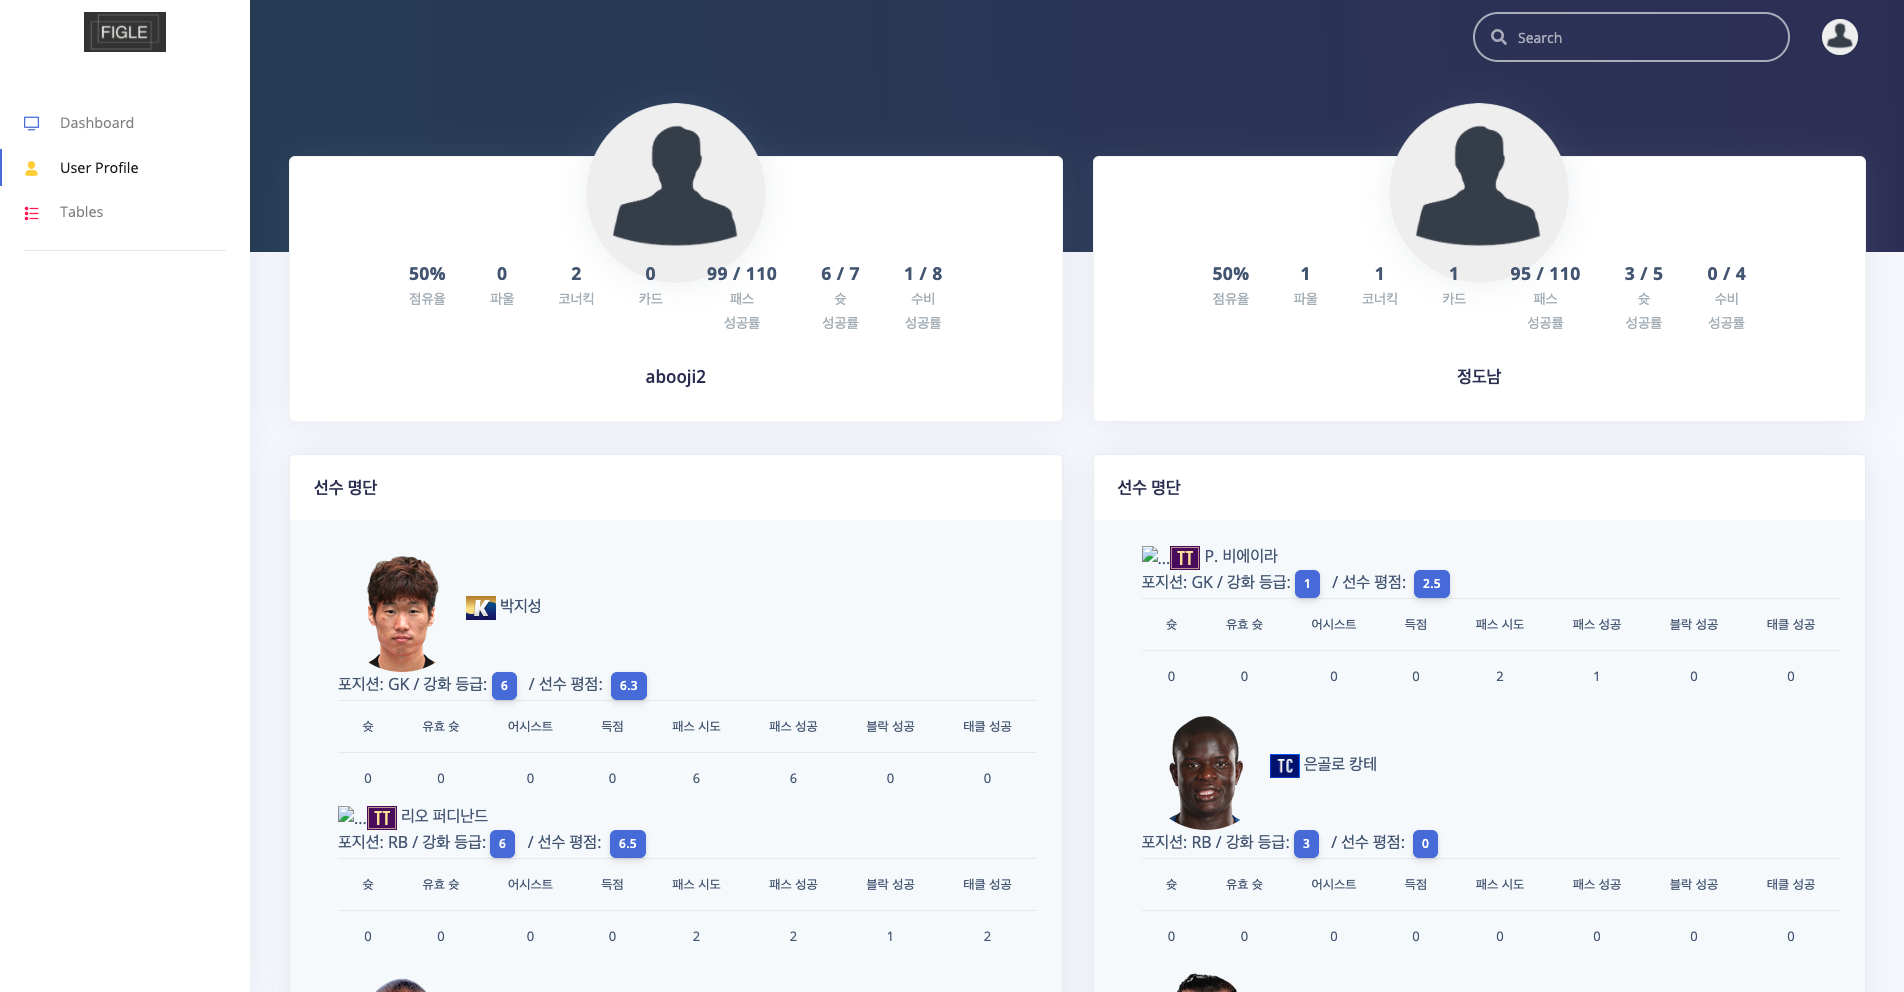 FIGLE
Search
Dashboard
User Profile
Tables
50% 0 2 0 99 / 110 6 / 7 1 / 8
점유율 파울 코너킥 카드 패스 슛 수비
성공률 성공률 성공률
abooji2
50% 1 1 1 95 / 110 3 / 5 0 / 4
점유율 파울 코너킥 카드 패스 슛 수비
성공률 성공률 성공률
정도남
선수 명단
K 박지성
포지션: GK / 강화 등급: 6 / 선수 평점: 6.3
슛 유효 슛 어시스트 득점 패스 시도 패스 성공 블락 성공 태클 성공
0 0 0 0 6 6 0 0
... TT 리오 퍼디난드
포지션: RB / 강화 등급: 6 / 선수 평점: 6.5
슛 유효 슛 어시스트 득점 패스 시도 패스 성공 블락 성공 태클 성공
0 0 0 0 2 2 1 2
선수 명단
... TT P. 비에이라
포지션: GK / 강화 등급: 1 / 선수 평점: 2.5
슛 유효 슛 어시스트 득점 패스 시도 패스 성공 블락 성공 태클 성공
0 0 0 0 2 1 0 0
TC 은골로 캉테
포지션: RB / 강화 등급: 3 / 선수 평점: 0
슛 유효 슛 어시스트 득점 패스 시도 패스 성공 블락 성공 태클 성공
0 0 0 0 0 0 0 0